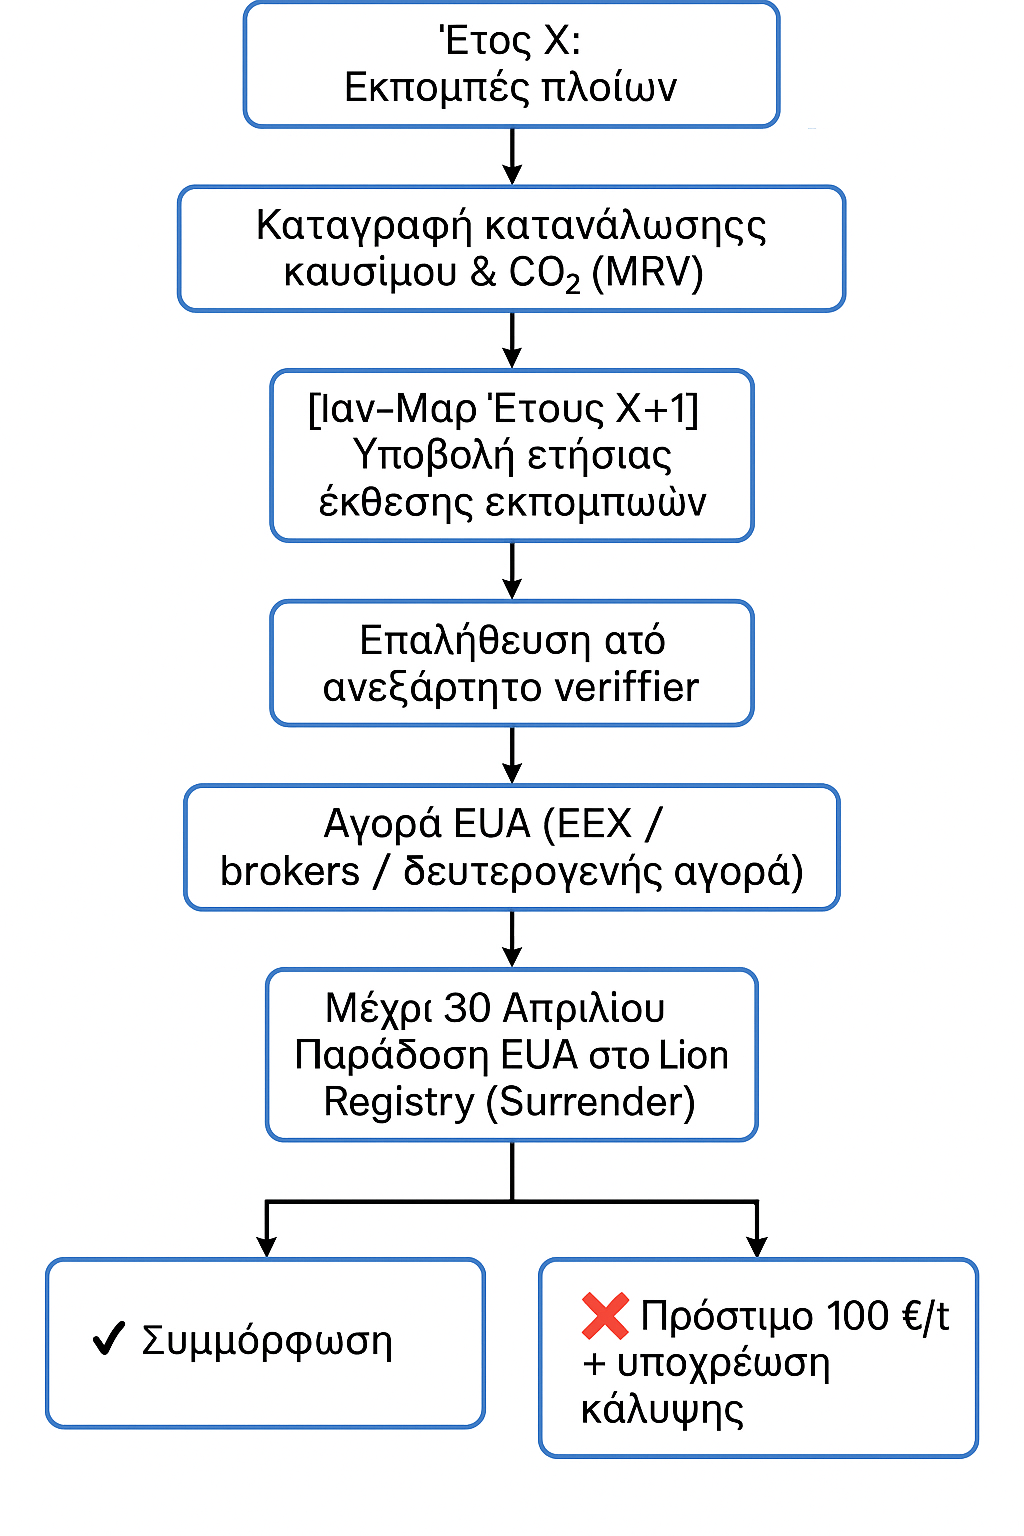 Έτος Χ:
Εκπομπές πλοίων
Καταγραφή κατανάλωσηςς
καυσίμου & CO₂ (MRV)
[Ιαν–Μαρ Έτους Χ+1]
Υποβολή ετήσιας
έκθεσης εκπομπωὼν
Επαλήθευση ατό
ανεξάρτητο veriffier
Αγορά EUA (EEX /
brokers / δευτερογενής αγορά)
Μέχρι 30 Απριλίου
Παράδοση EUA στο Lion
Registry (Surrender)
✔ Συμμόρφωση
❌ Πρόστιμο 100 €/t
+ υποχρέωση
κάλυψης